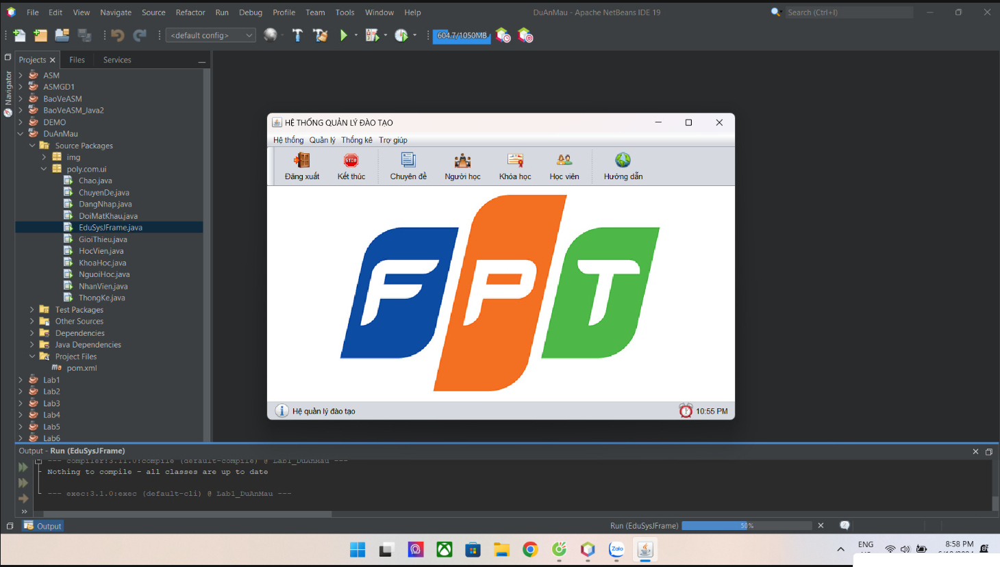 File Edit View Navigate Source Refactor Run Debug Profile Team Tools Window Help
DuAnMau - Apache NetBeans IDE 19
Search (Ctrl+I)
<default config>
604.7/1050MB
Projects Files Services
Navigator
ASM
ASMGD1
BaoVeASM
BaoVeASM_Java2
DEMO
DuAnMau
Source Packages
img
poly.com.ui
Chao.java
ChuyenDe.java
DangNhap.java
DoiMatKhau.java
EduSysJFrame.java
GioiThieu.java
HocVien.java
KhoaHoc.java
NguoiHoc.java
NhanVien.java
ThongKe.java
Test Packages
Other Sources
Dependencies
Java Dependencies
Project Files
pom.xml
Lab1
Lab2
Lab3
Lab4
Lab5
Lab6
HỆ THỐNG QUẢN LÝ ĐÀO TẠO
Hệ thống Quản lý Thống kê Trợ giúp
STOP
Đăng xuất Kết thúc Chuyên đề Người học Khóa học Học viên Hướng dẫn
FPT
Hệ quản lý đào tạo
10:55 PM
Output - Run (EduSysJFrame)
--- compiler:3.11.0:compile (default-compile) @ Lab1_DuAnMau ---
Nothing to compile - all classes are up to date
--- exec:3.1.0:exec (default-cli) @ Lab1_DuAnMau ---
Output
Run (EduSysJFrame)
50%
Zalo
ENG
8:58 PM